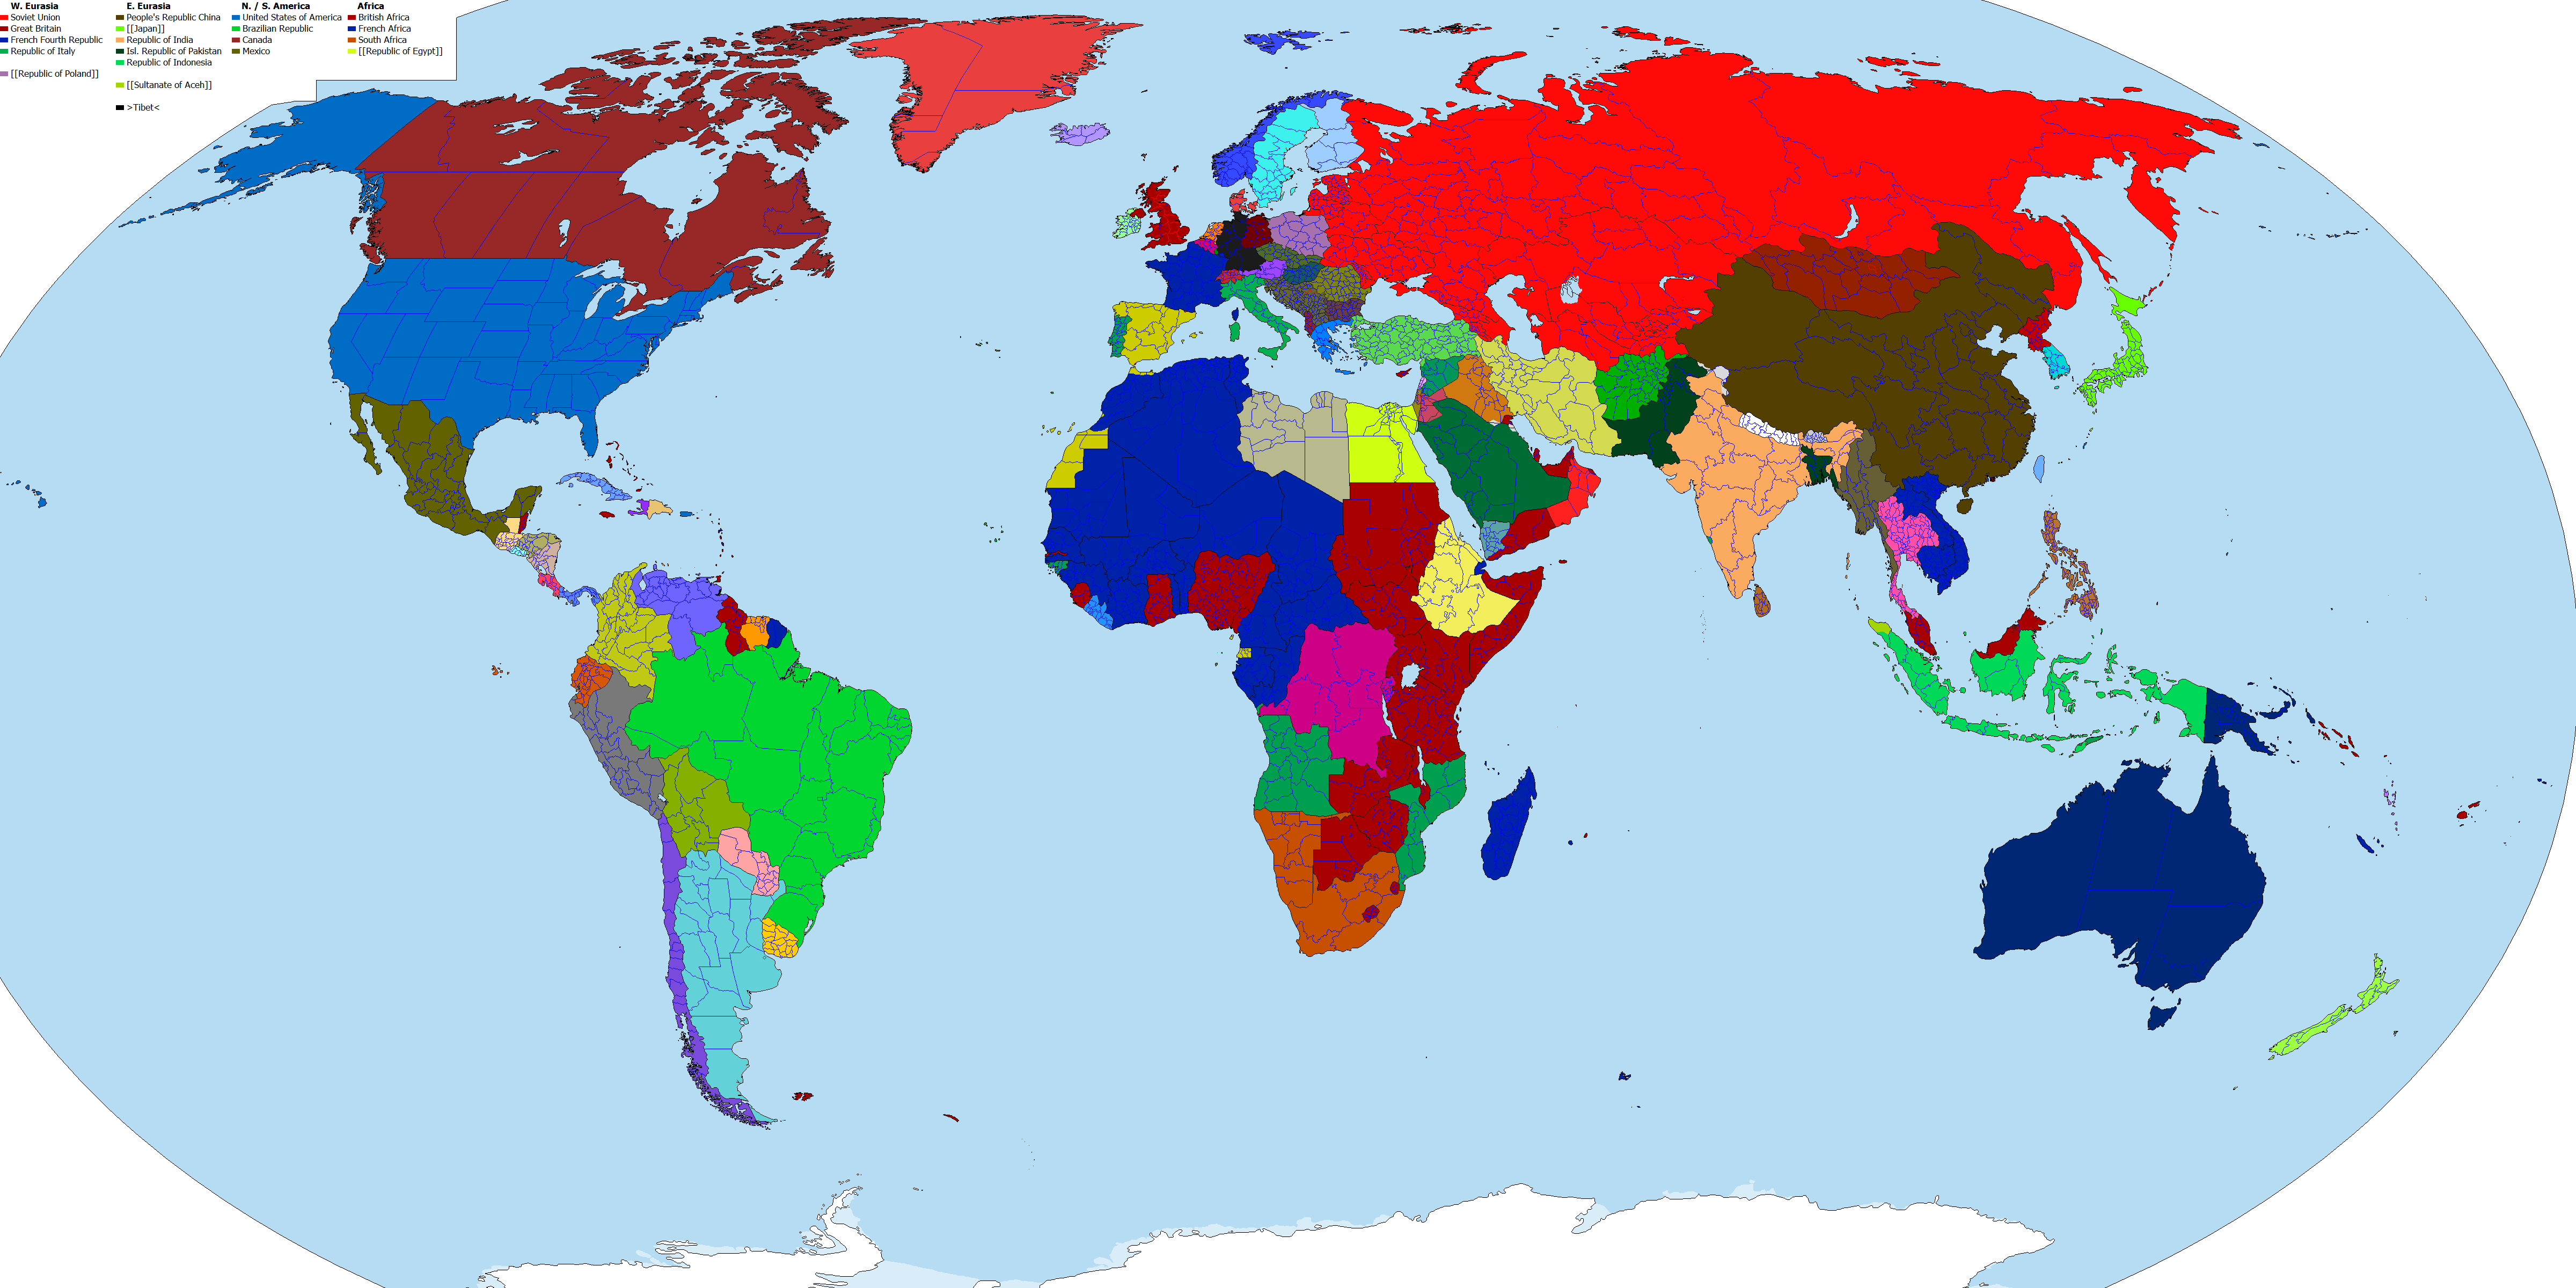 W. Eurasia
Soviet Union
Great Britain
French Fourth Republic
Republic of Italy
[[Republic of Poland]]
E. Eurasia
People's Republic China
[[Japan]]
Republic of India
Isl. Republic of Pakistan
Republic of Indonesia
[[Sultanate of Aceh]]
>Tibet<
N. / S. America
United States of America
Brazilian Republic
Canada
Mexico
Africa
British Africa
French Africa
South Africa
[[Republic of Egypt]]